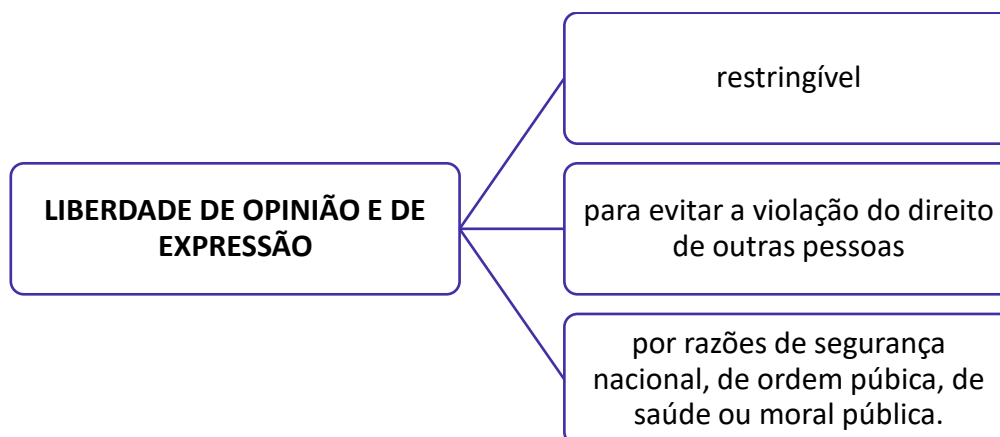 restringível
LIBERDADE DE OPINIÃO E DE
EXPRESSÃO
para evitar a violação do direito
de outras pessoas
por razões de segurança
nacional, de ordem púbica, de
saúde ou moral pública.